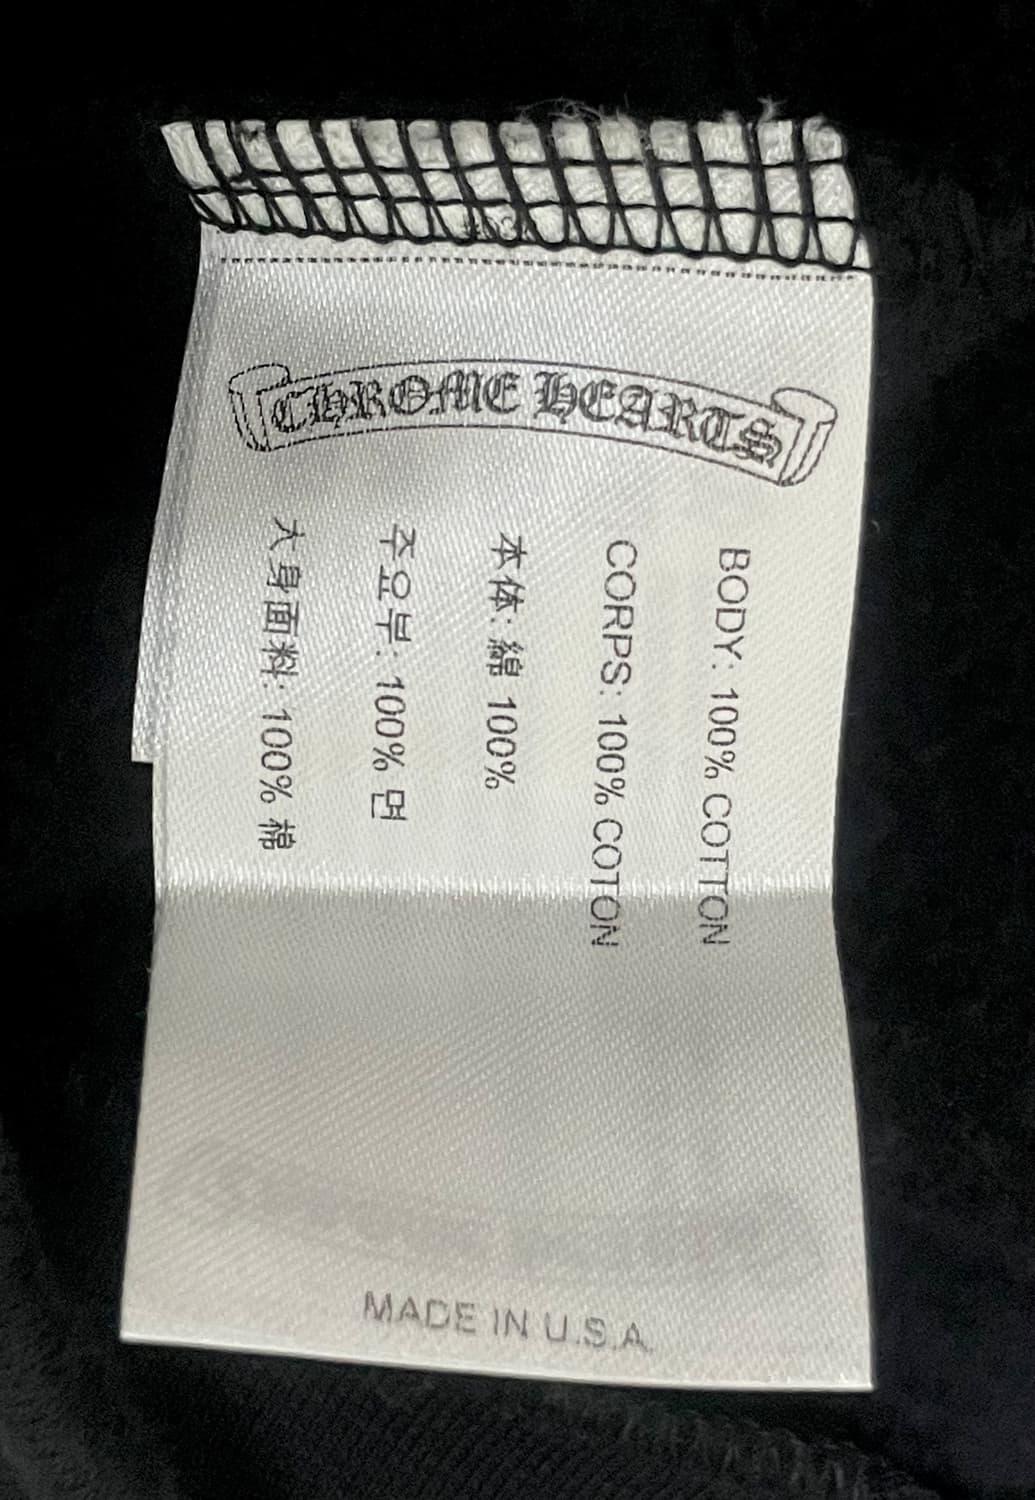 CHROME HEARTS
BODY: 100% COTTON
CORPS: 100% COTON
本体: 綿 100%
주요부: 100% 면
大身面料: 100% 棉
MADE IN U.S.A.